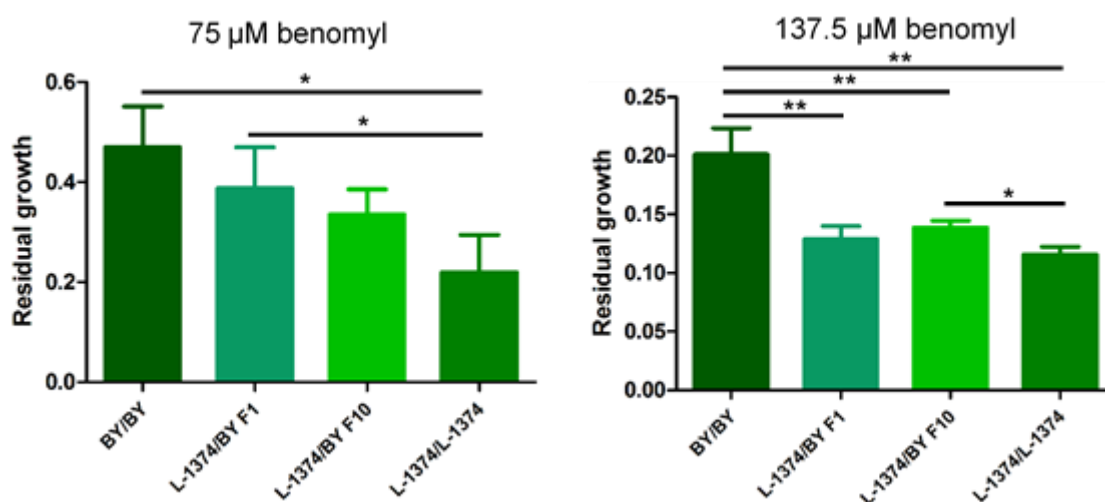 75 µM benomyl
*
*
Residual growth
0.6
0.4
0.2
0.0
BY/BY
L-1374/BY F1
L-1374/BY F10
L-1374/L-1374
137.5 µM benomyl
**
**
**
*
Residual growth
0.25
0.20
0.15
0.10
0.05
0.00
BY/BY
L-1374/BY F1
L-1374/BY F10
L-1374/L-1374